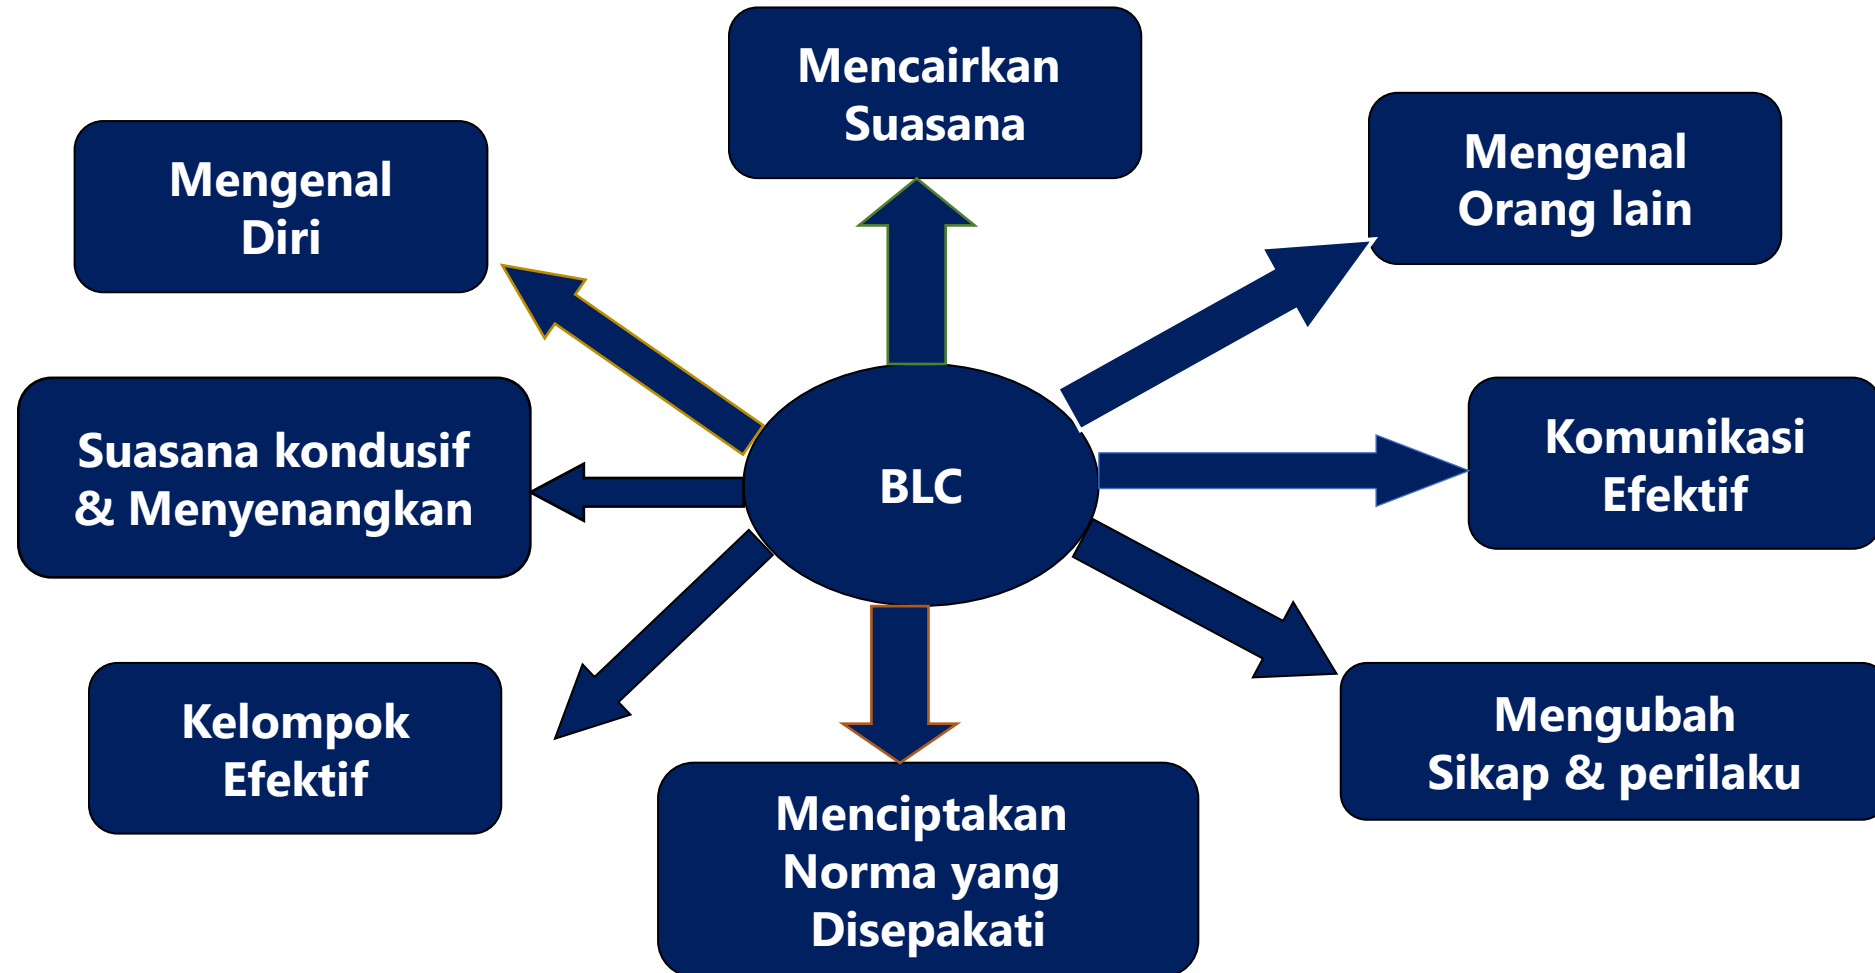 Mencairkan
Suasana
Mengenal
Diri
Mengenal
Orang lain
Suasana kondusif
& Menyenangkan
BLC
Komunikasi
Efektif
Kelompok
Efektif
Mengubah
Sikap & perilaku
Menciptakan
Norma yang
Disepakati